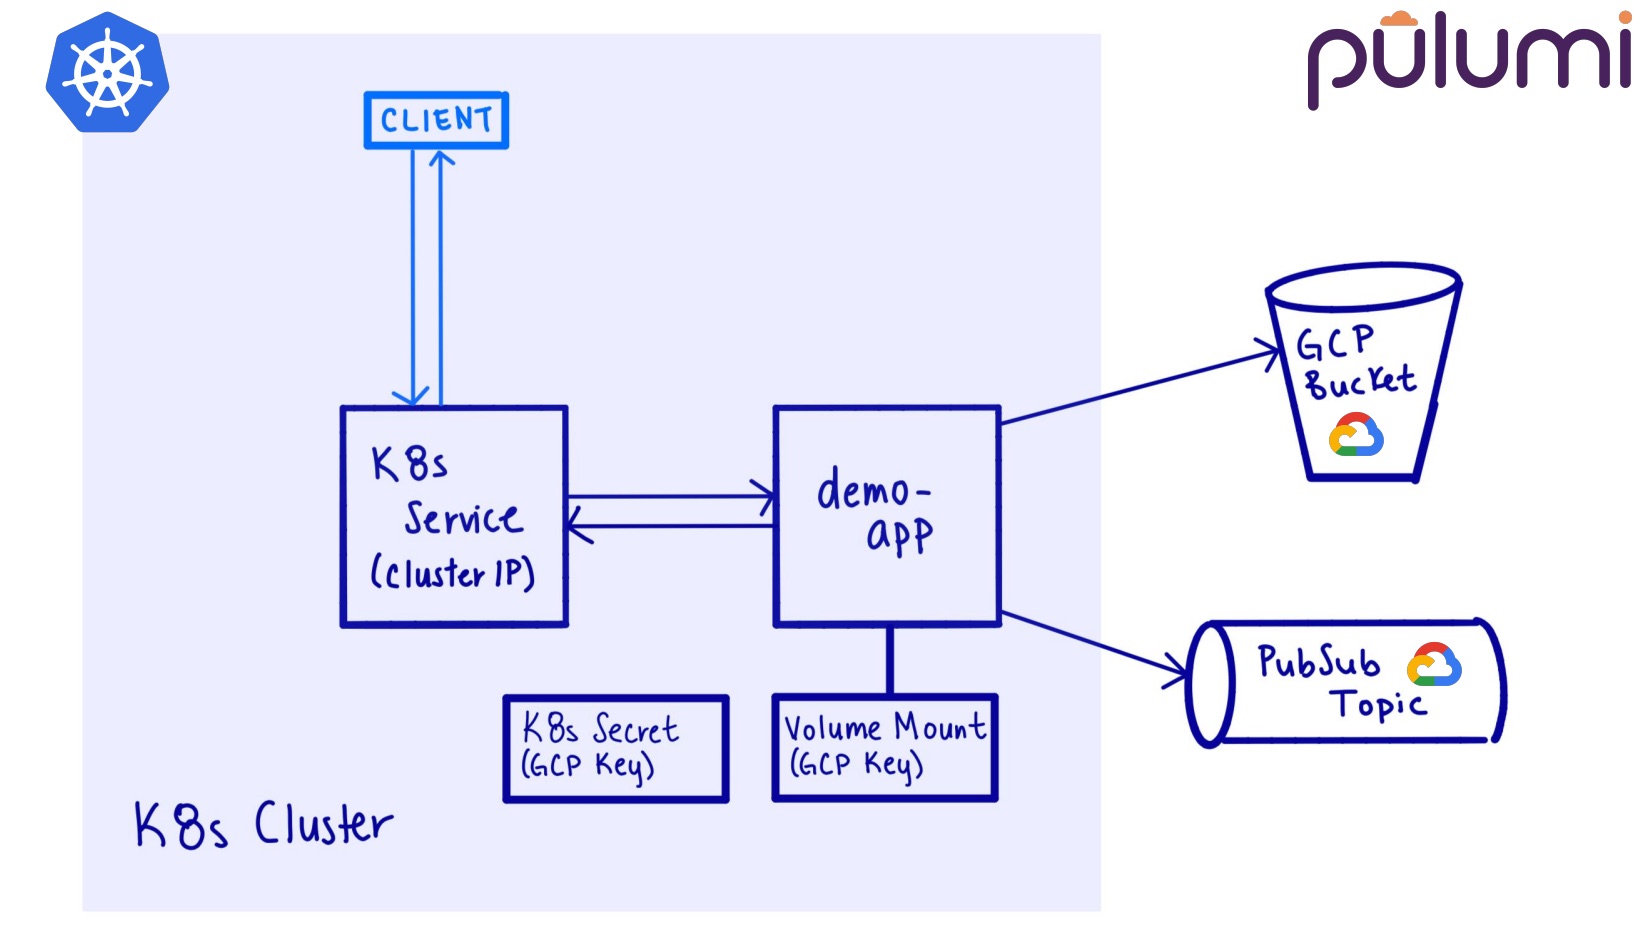 pulumi
CLIENT
K8s
Service
(Cluster IP)
demo-
app
GCP
Bucket
PubSub
Topic
K8s Secret
(GCP Key)
Volume Mount
(GCP Key)
K8s Cluster